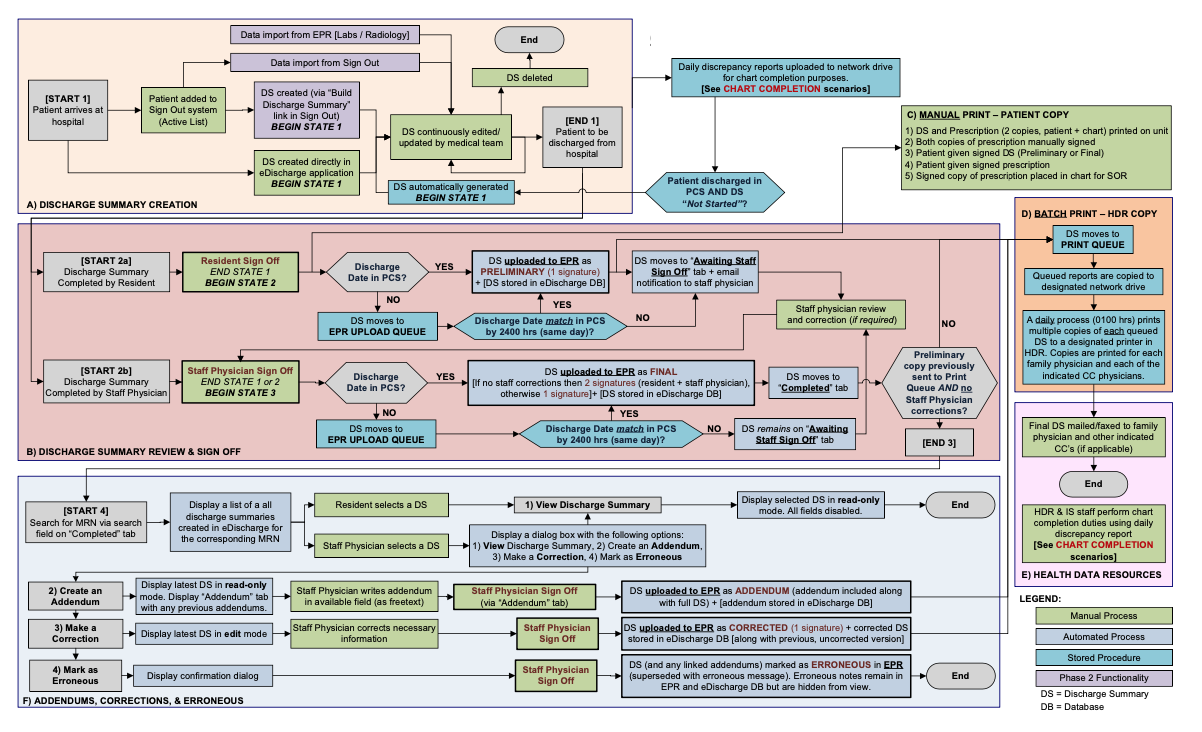 Data import from EPR [Labs / Radiology]
Data import from Sign Out
[START 1]
Patient arrives at
hospital
Patient added to
Sign Out system
(Active List)
DS created (via “Build
Discharge Summary”
link in Sign Out)
BEGIN STATE 1
DS created directly in
eDischarge application
BEGIN STATE 1
End
DS deleted
DS continuously edited/
updated by medical team
[END 1]
Patient to be
discharged from
hospital
DS automatically generated
BEGIN STATE 1
A) DISCHARGE SUMMARY CREATION
Daily discrepancy reports uploaded to network drive
for chart completion purposes.
[See CHART COMPLETION scenarios]
Patient discharged in
PCS AND DS
“Not Started”?
C) MANUAL PRINT – PATIENT COPY
1) DS and Prescription (2 copies, patient + chart) printed on unit
2) Both copies of prescription manually signed
3) Patient given signed DS (Preliminary or Final)
4) Patient given signed prescription
5) Signed copy of prescription placed in chart for SOR
[START 2a]
Discharge Summary
Completed by Resident
Resident Sign Off
END STATE 1
BEGIN STATE 2
Discharge
Date in PCS?
YES
NO
DS moves to
EPR UPLOAD QUEUE
DS uploaded to EPR as
PRELIMINARY (1 signature)
+ [DS stored in eDischarge DB]
YES
Discharge Date match in PCS
by 2400 hrs (same day)?
NO
DS moves to “Awaiting Staff
Sign Off” tab + email
notification to staff physician
Staff physician review
and correction (if required)
[START 2b]
Discharge Summary
Completed by Staff Physician
Staff Physician Sign Off
END STATE 1 or 2
BEGIN STATE 3
Discharge
Date in PCS?
YES
NO
DS moves to
EPR UPLOAD QUEUE
DS uploaded to EPR as FINAL
[If no staff corrections then 2 signatures (resident + staff physician),
otherwise 1 signature]+ [DS stored in eDischarge DB]
YES
Discharge Date match in PCS
by 2400 hrs (same day)?
NO
DS moves to
“Completed” tab
DS remains on “Awaiting
Staff Sign Off” tab
NO
Preliminary
copy previously
sent to Print
Queue AND no
Staff Physician
corrections?
[END 3]
B) DISCHARGE SUMMARY REVIEW & SIGN OFF
D) BATCH PRINT – HDR COPY
DS moves to
PRINT QUEUE
Queued reports are copied to
designated network drive
A daily process (0100 hrs) prints
multiple copies of each queued
DS to a designated printer in
HDR. Copies are printed for each
family physician and each of the
indicated CC physicians.
Final DS mailed/faxed to family
physician and other indicated
CC’s (if applicable)
End
HDR & IS staff perform chart
completion duties using daily
discrepancy report
[See CHART COMPLETION
scenarios]
E) HEALTH DATA RESOURCES
[START 4]
Search for MRN via search
field on “Completed” tab
Display a list of a all
discharge summaries
created in eDischarge for
the corresponding MRN
Resident selects a DS
Staff Physician selects a DS
1) View Discharge Summary
Display a dialog box with the following options:
1) View Discharge Summary, 2) Create an Addendum,
3) Make a Correction, 4) Mark as Erroneous
Display selected DS in read-only
mode. All fields disabled.
End
2) Create an
Addendum
Display latest DS in read-only
mode. Display “Addendum” tab
with any previous addendums.
Staff Physician writes addendum
in available field (as freetext)
Staff Physician Sign Off
(via “Addendum” tab)
DS uploaded to EPR as ADDENDUM (addendum included along
with full DS) + [addendum stored in eDischarge DB]
3) Make a
Correction
Display latest DS in edit mode
Staff Physician corrects necessary
information
Staff Physician
Sign Off
DS uploaded to EPR as CORRECTED (1 signature) + corrected DS
stored in eDischarge DB [along with previous, uncorrected version]
4) Mark as
Erroneous
Display confirmation dialog
Staff Physician
Sign Off
DS (and any linked addendums) marked as ERRONEOUS in EPR
(superseded with erroneous message). Erroneous notes remain in
EPR and eDischarge DB but are hidden from view.
End
F) ADDENDUMS, CORRECTIONS, & ERRONEOUS
LEGEND:
Manual Process
Automated Process
Stored Procedure
Phase 2 Functionality
DS = Discharge Summary
DB = Database